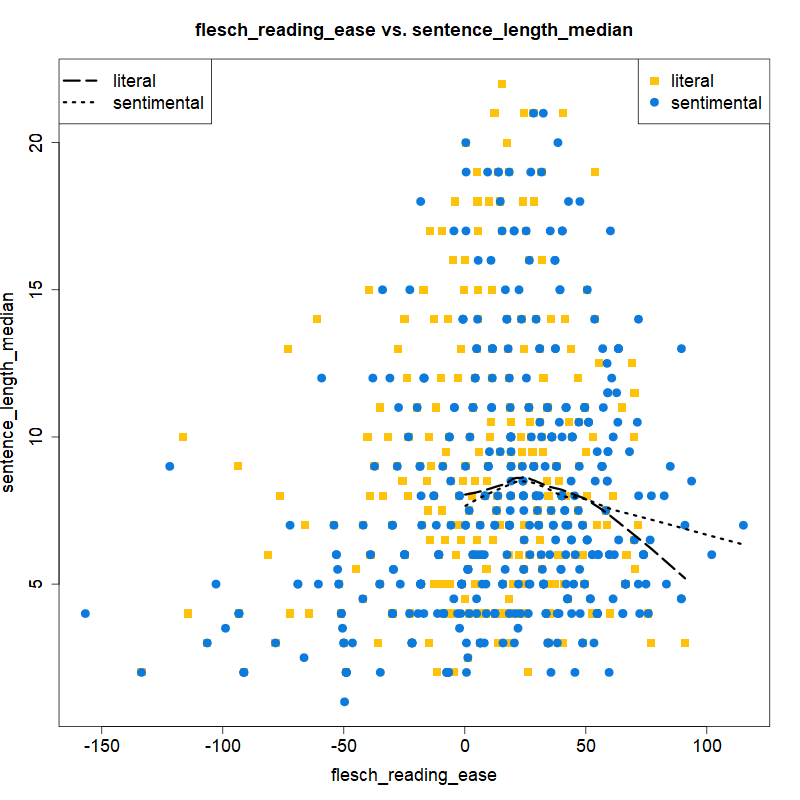 flesch_reading_ease vs. sentence_length_median
literal
sentimental
literal
sentimental
20
15
10
5
sentence_length_median
-150 -100 -50 0 50 100
flesch_reading_ease